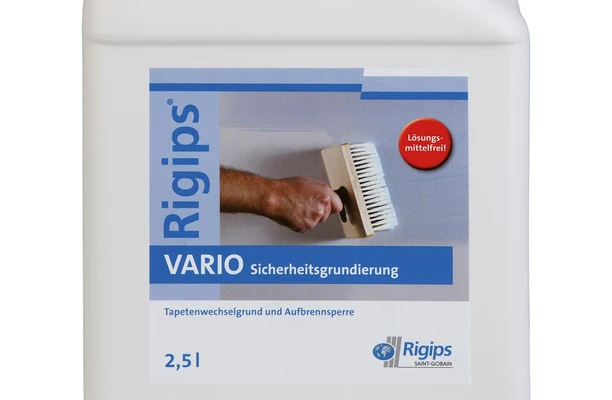 Rigips®
Lösungs-
mittelfrei!
VARIO Sicherheitsgrundierung
Tapetenwechselgrund und Aufbrennsperre
2,5 l
Rigips
SAINT-GOBAIN